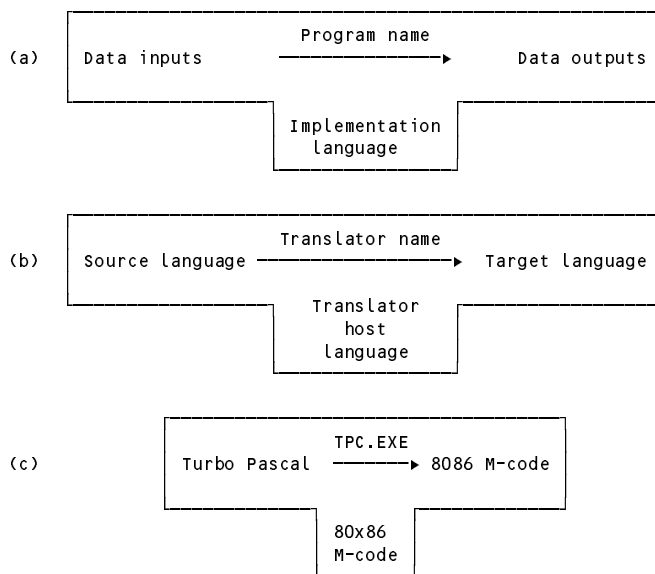 Program name
(a) Data inputs Data outputs
Implementation
language
Translator name
(b) Source language Target language
Translator
host
language
TPC.EXE
(c) Turbo Pascal 8086 M-code
80x86
M-code